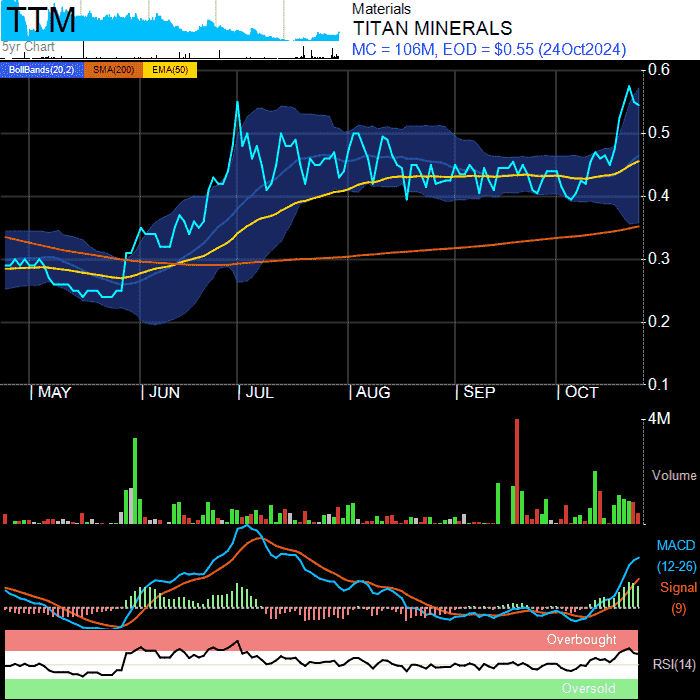 TTM
5yr Chart
Materials
TITAN MINERALS
MC = 106M, EOD = $0.55 (24Oct2024)
BollBands(20,2) SMA(200) EMA(50)
0.6
0.5
0.4
0.3
0.2
0.1
MAY JUN JUL AUG SEP OCT
4M
Volume
MACD
(12-26)
Signal
(9)
Overbought
RSI(14)
Oversold